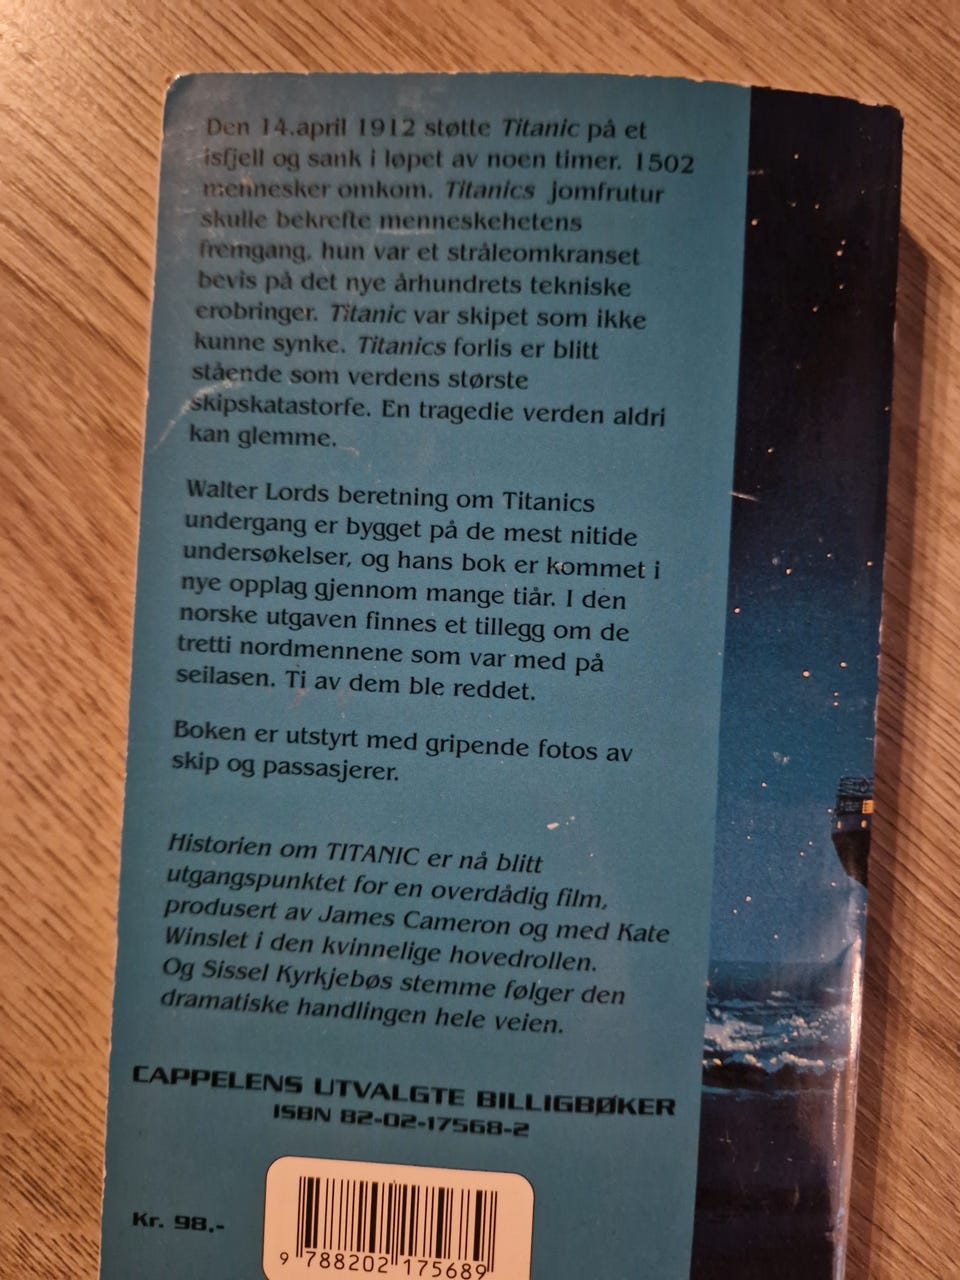 Den 14.april 1912 støtte Titanic på et
isfjell og sank i løpet av noen timer. 1502
mennesker omkom. Titanics jomfrutur
skulle bekrefte menneskehetens
fremgang, hun var et stråleomkranset
bevis på det nye århundrets tekniske
erobringer. Titanic var skipet som ikke
kunne synke. Titanics forlis er blitt
stående som verdens største
skipskatastorfe. En tragedie verden aldri
kan glemme.
Walter Lords beretning om Titanics
undergang er bygget på de mest nitide
undersøkelser, og hans bok er kommet i
nye opplag gjennom mange tiår. I den
norske utgaven finnes et tillegg om de
tretti nordmennene som var med på
seilasen. Ti av dem ble reddet.
Boken er utstyrt med gripende fotos av
skip og passasjerer.
Historien om TITANIC er nå blitt
utgangspunktet for en overdådig film,
produsert av James Cameron og med Kate
Winslet i den kvinnelige hovedrollen.
Og Sissel Kyrkjebøs stemme følger den
dramatiske handlingen hele veien.
CAPPELENS UTVALGTE BILLIGBØKER
ISBN 82-02-17568-2
Kr. 98.-
9 788202 175689